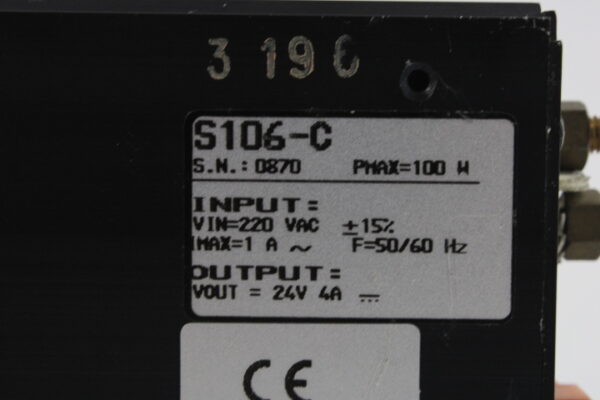 3 196
S106-C
S.N.: 0870 PMAX=100 W
INPUT=
VIN=220 VAC ±15%
IMAX=1 A ~ F=50/60 Hz
OUTPUT=
VOUT = 24V 4A ⎓
CE